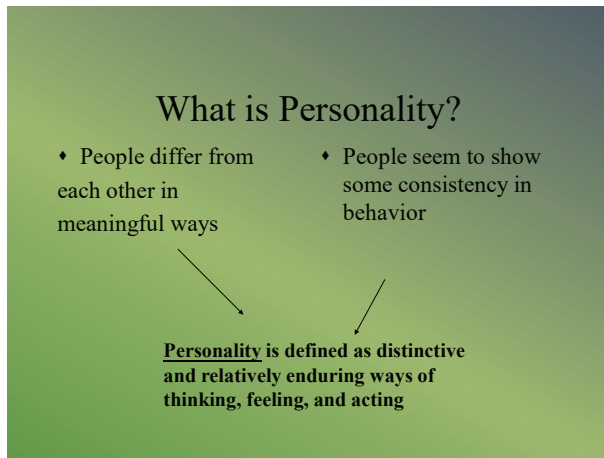 What is Personality?
♦ People differ from
each other in
meaningful ways
♦ People seem to show
some consistency in
behavior
Personality is defined as distinctive
and relatively enduring ways of
thinking, feeling, and acting